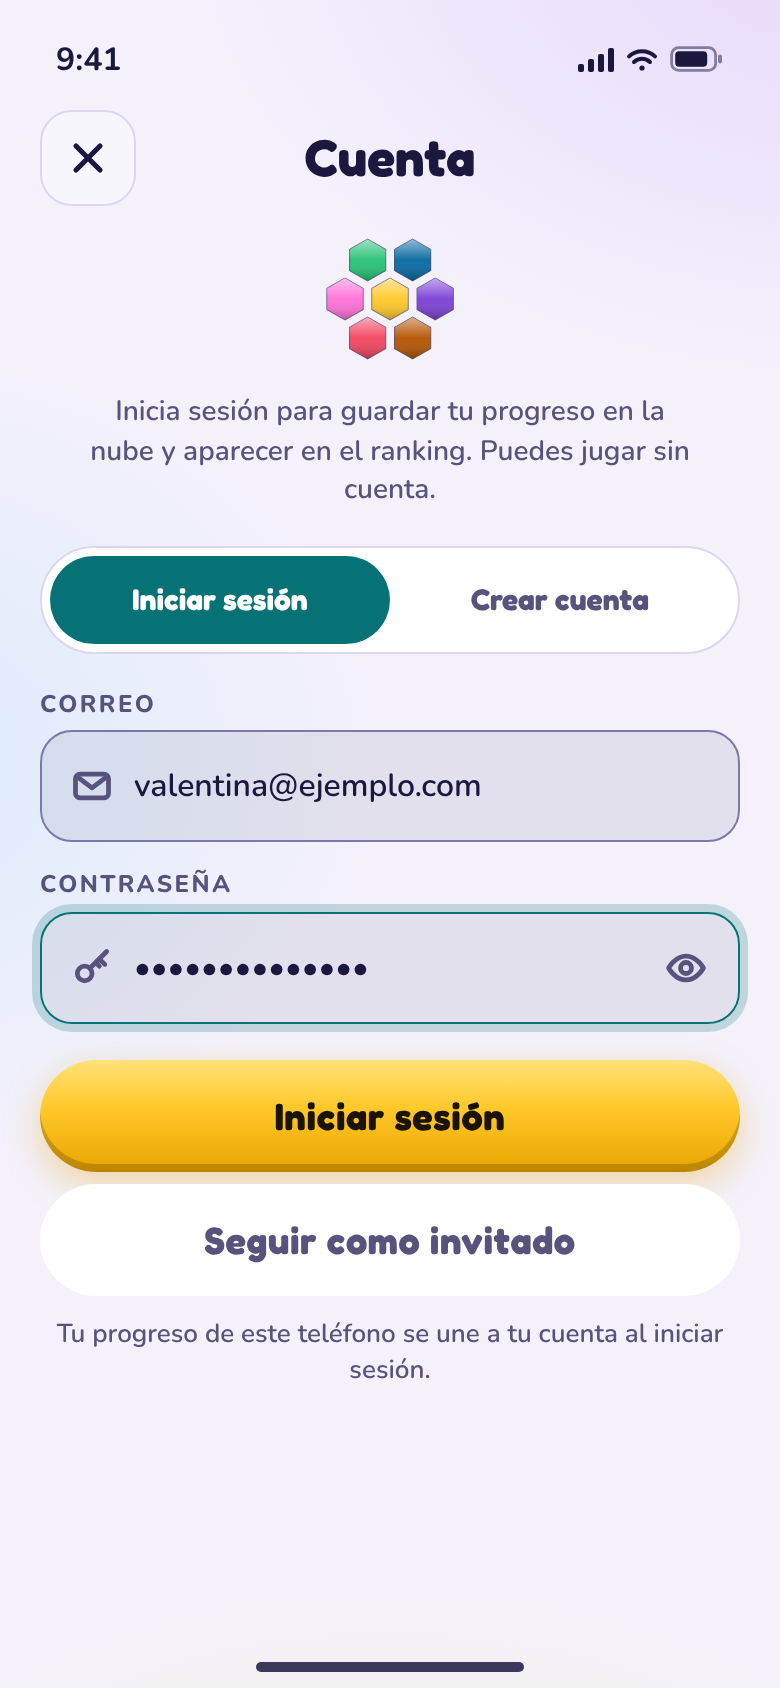 9:41
Cuenta
Inicia sesión para guardar tu progreso en la
nube y aparecer en el ranking. Puedes jugar sin
cuenta.
Iniciar sesión
Crear cuenta
CORREO
valentina@ejemplo.com
CONTRASEÑA
••••••••••••••
Iniciar sesión
Seguir como invitado
Tu progreso de este teléfono se une a tu cuenta al iniciar
sesión.